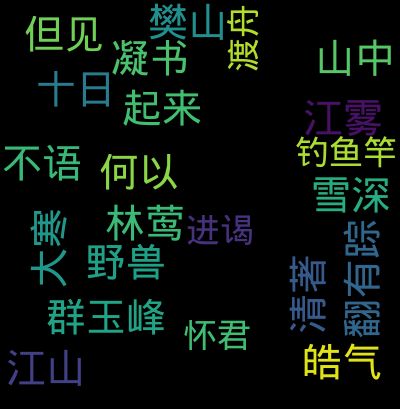 樊山
但见
渡舟
凝书
山中
十日
起来
江雾
钓鱼竿
不语
何以
雪深
林莺
进谒
大寒
野兽
翻有踪
清著
群玉峰
怀君
皓气
江山